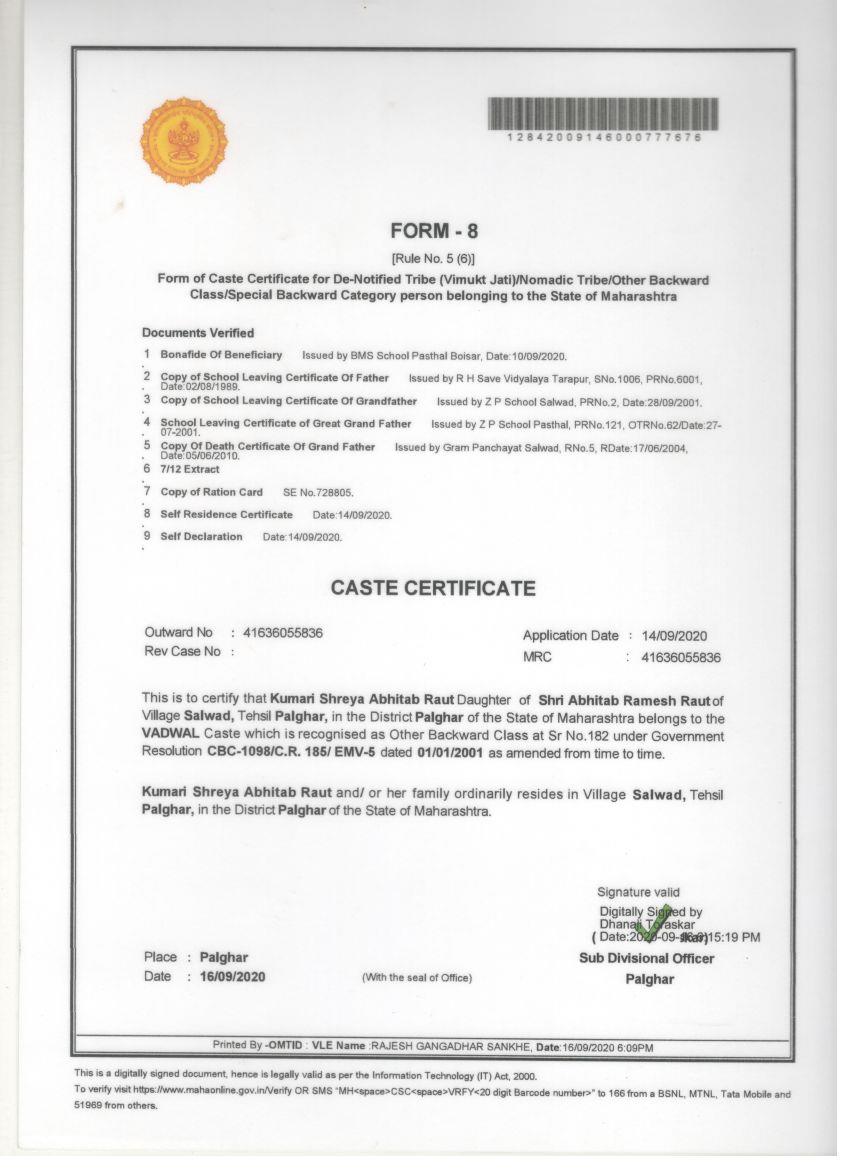 12842009146000777676
FORM - 8
[Rule No. 5 (6)]
Form of Caste Certificate for De-Notified Tribe (Vimukt Jati)/Nomadic Tribe/Other Backward
Class/Special Backward Category person belonging to the State of Maharashtra
Documents Verified
1 Bonafide Of Beneficiary Issued by BMS School Pasthal Boisar, Date:10/09/2020.
.
2 Copy of School Leaving Certificate Of Father Issued by R H Save Vidyalaya Tarapur, SNo.1006, PRNo.6001,
. Date:02/08/1989.
3 Copy of School Leaving Certificate Of Grandfather Issued by Z P School Salwad, PRNo.2, Date:28/09/2001.
.
4 School Leaving Certificate of Great Grand Father Issued by Z P School Pasthal, PRNo.121, OTRNo.62/Date:27-
. 07-2001.
5 Copy Of Death Certificate Of Grand Father Issued by Gram Panchayat Salwad, RNo.5, RDate:17/06/2004,
. Date:05/06/2010.
6 7/12 Extract
.
7 Copy of Ration Card SE No.728805.
.
8 Self Residence Certificate Date:14/09/2020.
.
9 Self Declaration Date:14/09/2020.
.
CASTE CERTIFICATE
Outward No : 41636055836
Application Date : 14/09/2020
Rev Case No :
MRC : 41636055836
This is to certify that Kumari Shreya Abhitab Raut Daughter of Shri Abhitab Ramesh Raut of
Village Salwad, Tehsil Palghar, in the District Palghar of the State of Maharashtra belongs to the
VADWAL Caste which is recognised as Other Backward Class at Sr No.182 under Government
Resolution CBC-1098/C.R. 185/ EMV-5 dated 01/01/2001 as amended from time to time.
Kumari Shreya Abhitab Raut and/ or her family ordinarily resides in Village Salwad, Tehsil
Palghar, in the District Palghar of the State of Maharashtra.
Signature valid
Digitally Signed by
Dhanaji Toraskar
( Date:2020-09- 15:19 PM
Place : Palghar
Sub Divisional Officer
Date : 16/09/2020
(With the seal of Office)
Palghar
Printed By -OMTID : VLE Name :RAJESH GANGADHAR SANKHE, Date:16/09/2020 6:09PM
This is a digitally signed document, hence is legally valid as per the Information Technology (IT) Act, 2000.
To verify visit https://www.mahaonline.gov.in/Verify OR SMS "MH<space>CSC<space>VRFY<20 digit Barcode number>" to 166 from a BSNL, MTNL, Tata Mobile and
51969 from others.